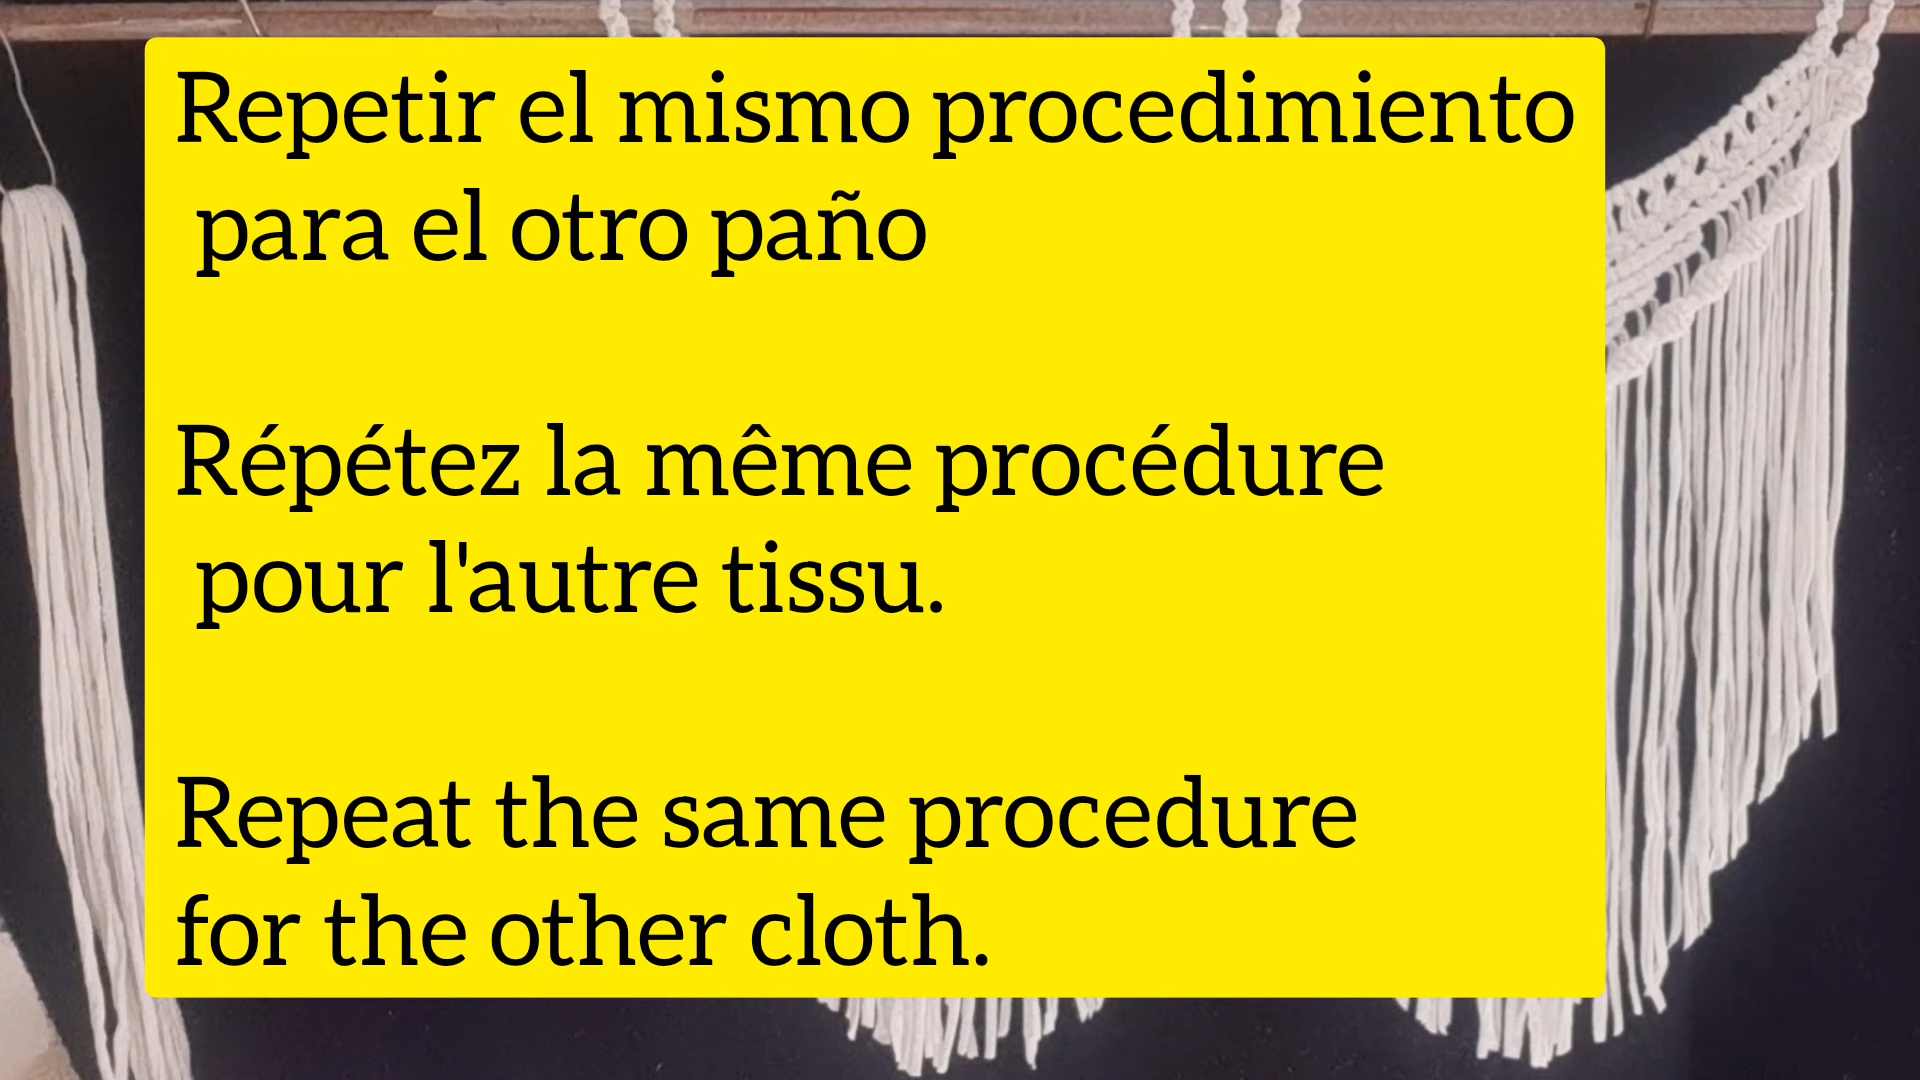 Repetir el mismo procedimiento
para el otro paño
Répétez la même procédure
pour l'autre tissu.
Repeat the same procedure
for the other cloth.